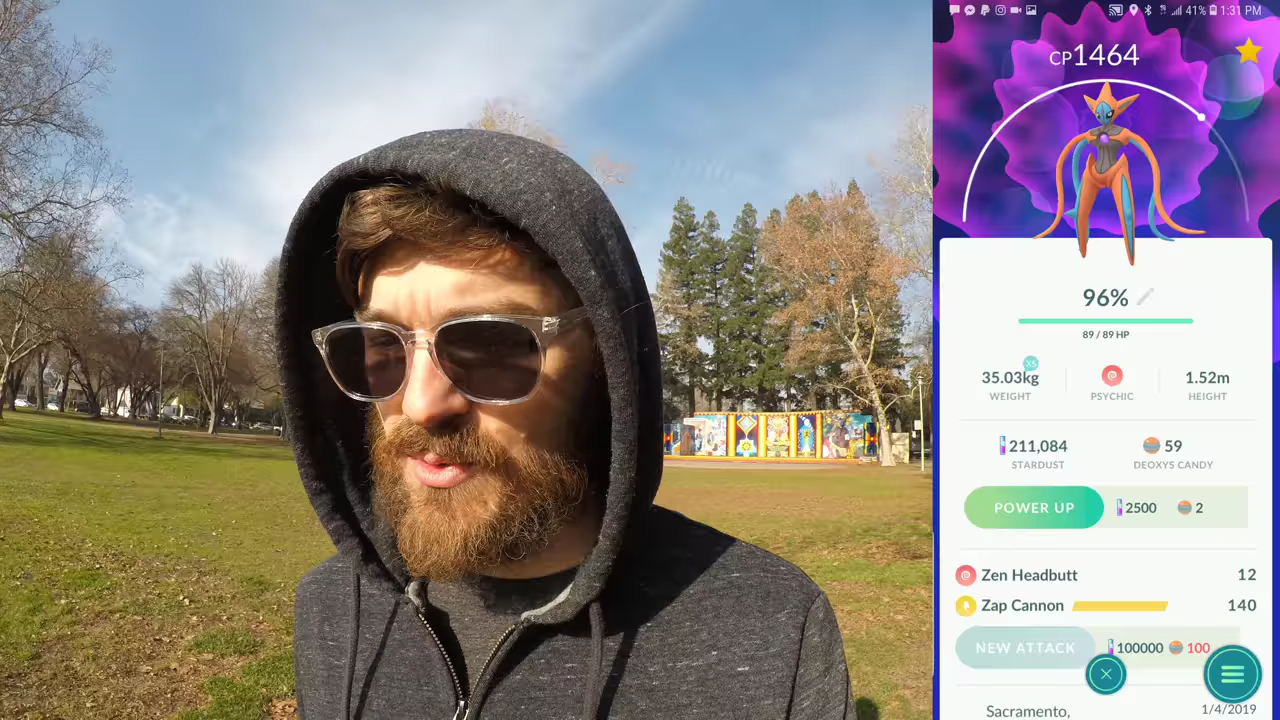 41% 1:31 PM
CP1464
96%
89 / 89 HP
XS
35.03kg
WEIGHT
PSYCHIC
1.52m
HEIGHT
211,084
STARDUST
59
DEOXYS CANDY
POWER UP 2500 2
Zen Headbutt 12
Zap Cannon 140
NEW ATTACK 100000 100
Sacramento,
1/4/2019